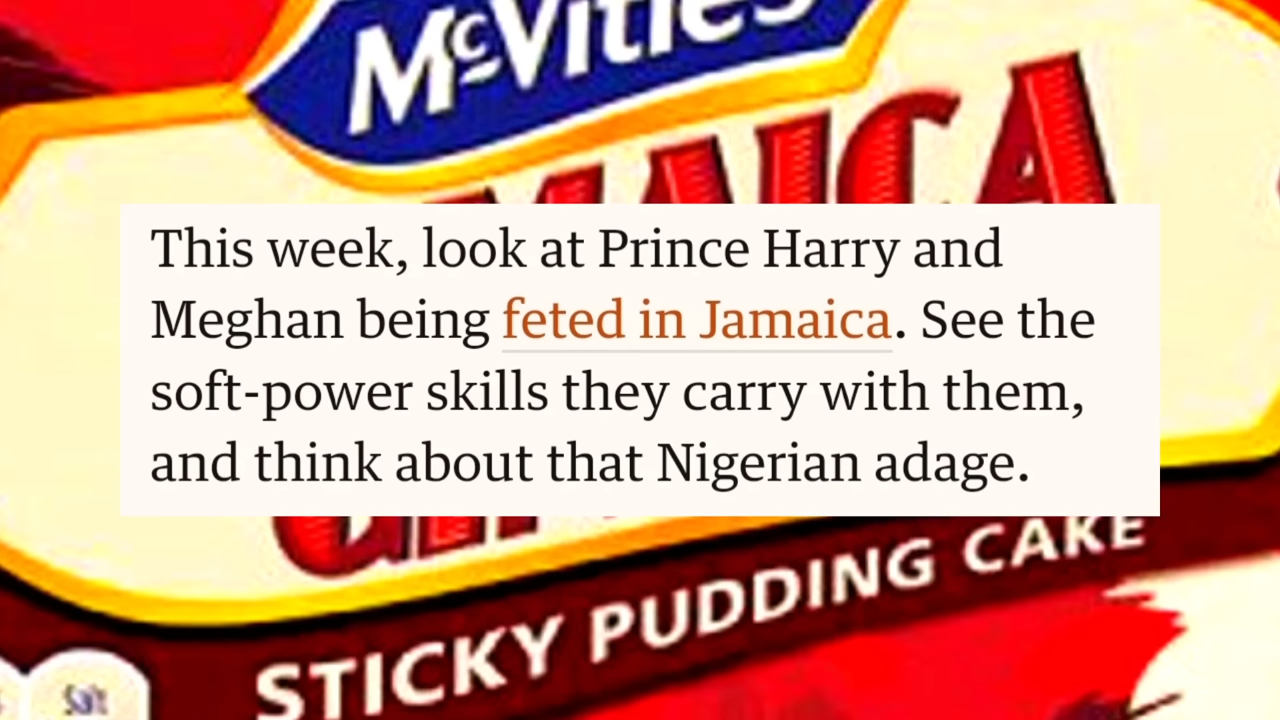 McVitie's
JAMAICA
This week, look at Prince Harry and
Meghan being feted in Jamaica. See the
soft-power skills they carry with them,
and think about that Nigerian adage.
STICKY PUDDING CAKE
Salt